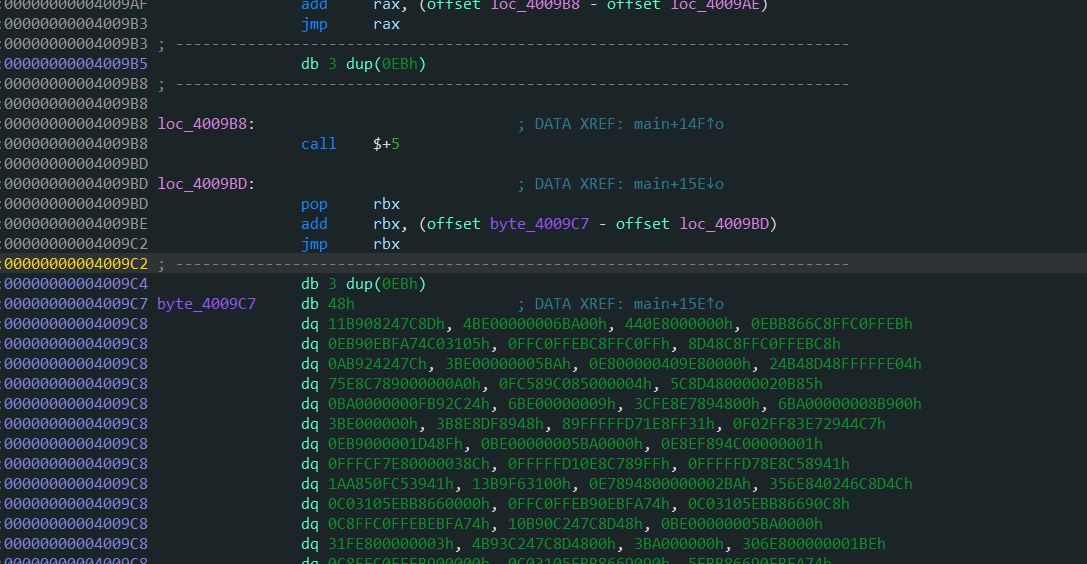 :00000000004009AF add rax, (offset loc_4009B8 - offset loc_4009AE)
:00000000004009B3 jmp rax
:00000000004009B3 ; ---------------------------------------------------------------------------
:00000000004009B5 db 3 dup(0EBh)
:00000000004009B8 ; ---------------------------------------------------------------------------
:00000000004009B8
:00000000004009B8 loc_4009B8: ; DATA XREF: main+14F↑o
:00000000004009B8 call $+5
:00000000004009BD
:00000000004009BD loc_4009BD: ; DATA XREF: main+15E↓o
:00000000004009BD pop rbx
:00000000004009BE add rbx, (offset byte_4009C7 - offset loc_4009BD)
:00000000004009C2 jmp rbx
:00000000004009C2 ; ---------------------------------------------------------------------------
:00000000004009C4 db 3 dup(0EBh)
:00000000004009C7 byte_4009C7 db 48h ; DATA XREF: main+15E↑o
:00000000004009C8 dq 11B908247C8Dh, 4BE00000006BA00h, 440E8000000h, 0EBB866C8FFC0FFEBh
:00000000004009C8 dq 0EB90EBFA74C03105h, 0FFC0FFEBC8FFC0FFh, 8D48C8FFC0FFEBC8h
:00000000004009C8 dq 0AB924247Ch, 3BE00000005BAh, 0E800000409E80000h, 24B48D48FFFFFE04h
:00000000004009C8 dq 75E8C789000000A0h, 0FC589C085000004h, 5C8D480000020B85h
:00000000004009C8 dq 0BA0000000FB92C24h, 6BE00000009h, 3CFE8E7894800h, 6BA00000008B900h
:00000000004009C8 dq 3BE000000h, 3B8E8DF8948h, 89FFFFFD71E8FF31h, 0F02FF83E72944C7h
:00000000004009C8 dq 0EB9000001D48Fh, 0BE00000005BA0000h, 0E8EF894C00000001h
:00000000004009C8 dq 0FFFCF7E80000038Ch, 0FFFFFD10E8C789FFh, 0FFFFFD78E8C58941h
:00000000004009C8 dq 1AA850FC53941h, 13B9F63100h, 0E7894800000002BAh, 356E840246C8D4Ch
:00000000004009C8 dq 0C03105EBB8660000h, 0FFC0FFEB90EBFA74h, 0C03105EBB86690C8h
:00000000004009C8 dq 0C8FFC0FFEBEBFA74h, 10B90C247C8D48h, 0BE00000005BA0000h
:00000000004009C8 dq 31FE800000003h, 4B93C247C8D4800h, 3BA000000h, 306E800000001BEh